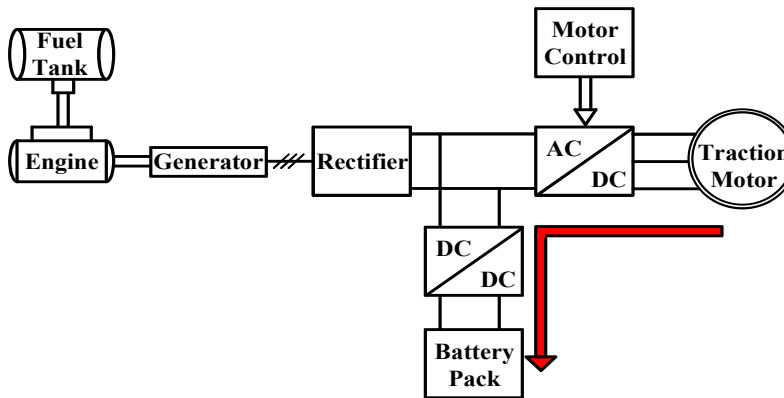 Fuel
Tank
Motor
Control
Engine
Generator
Rectifier
AC
DC
Traction
Motor
DC
DC
Battery
Pack